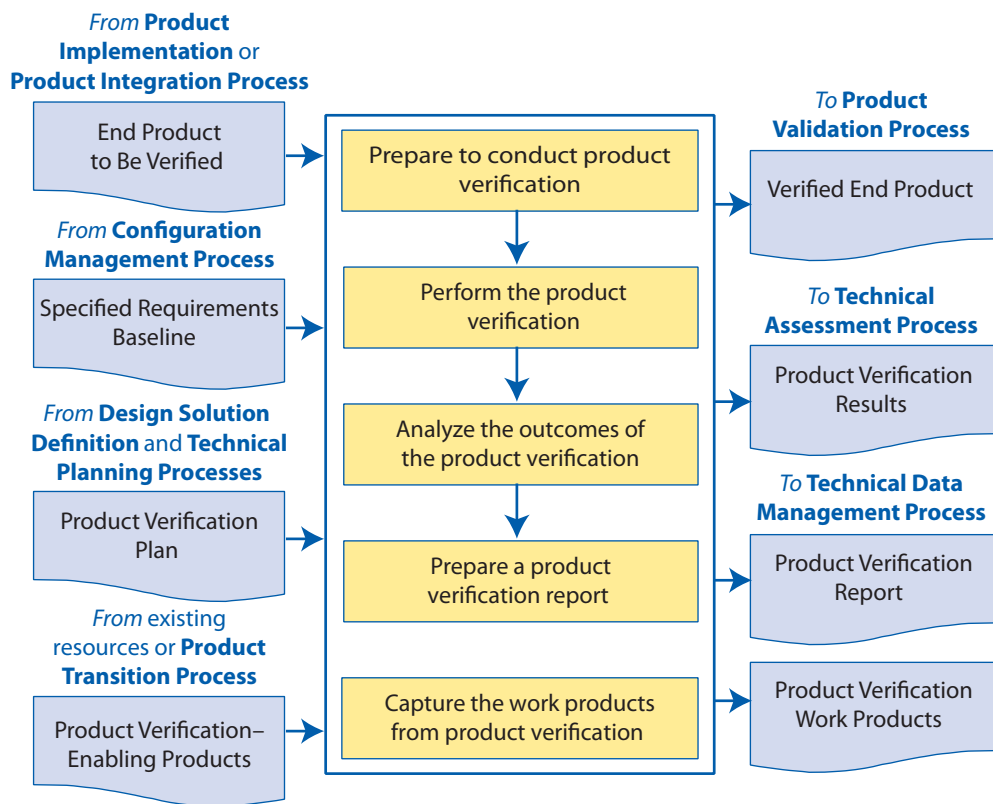 From Product
Implementation or
Product Integration Process
End Product
to Be Verified
From Configuration
Management Process
Specified Requirements
Baseline
From Design Solution
Definition and Technical
Planning Processes
Product Verification
Plan
From existing
resources or Product
Transition Process
Product Verification–
Enabling Products
Prepare to conduct product
verification
Perform the product
verification
Analyze the outcomes of
the product verification
Prepare a product
verification report
Capture the work products
from product verification
To Product
Validation Process
Verified End Product
To Technical
Assessment Process
Product Verification
Results
To Technical Data
Management Process
Product Verification
Report
Product Verification
Work Products